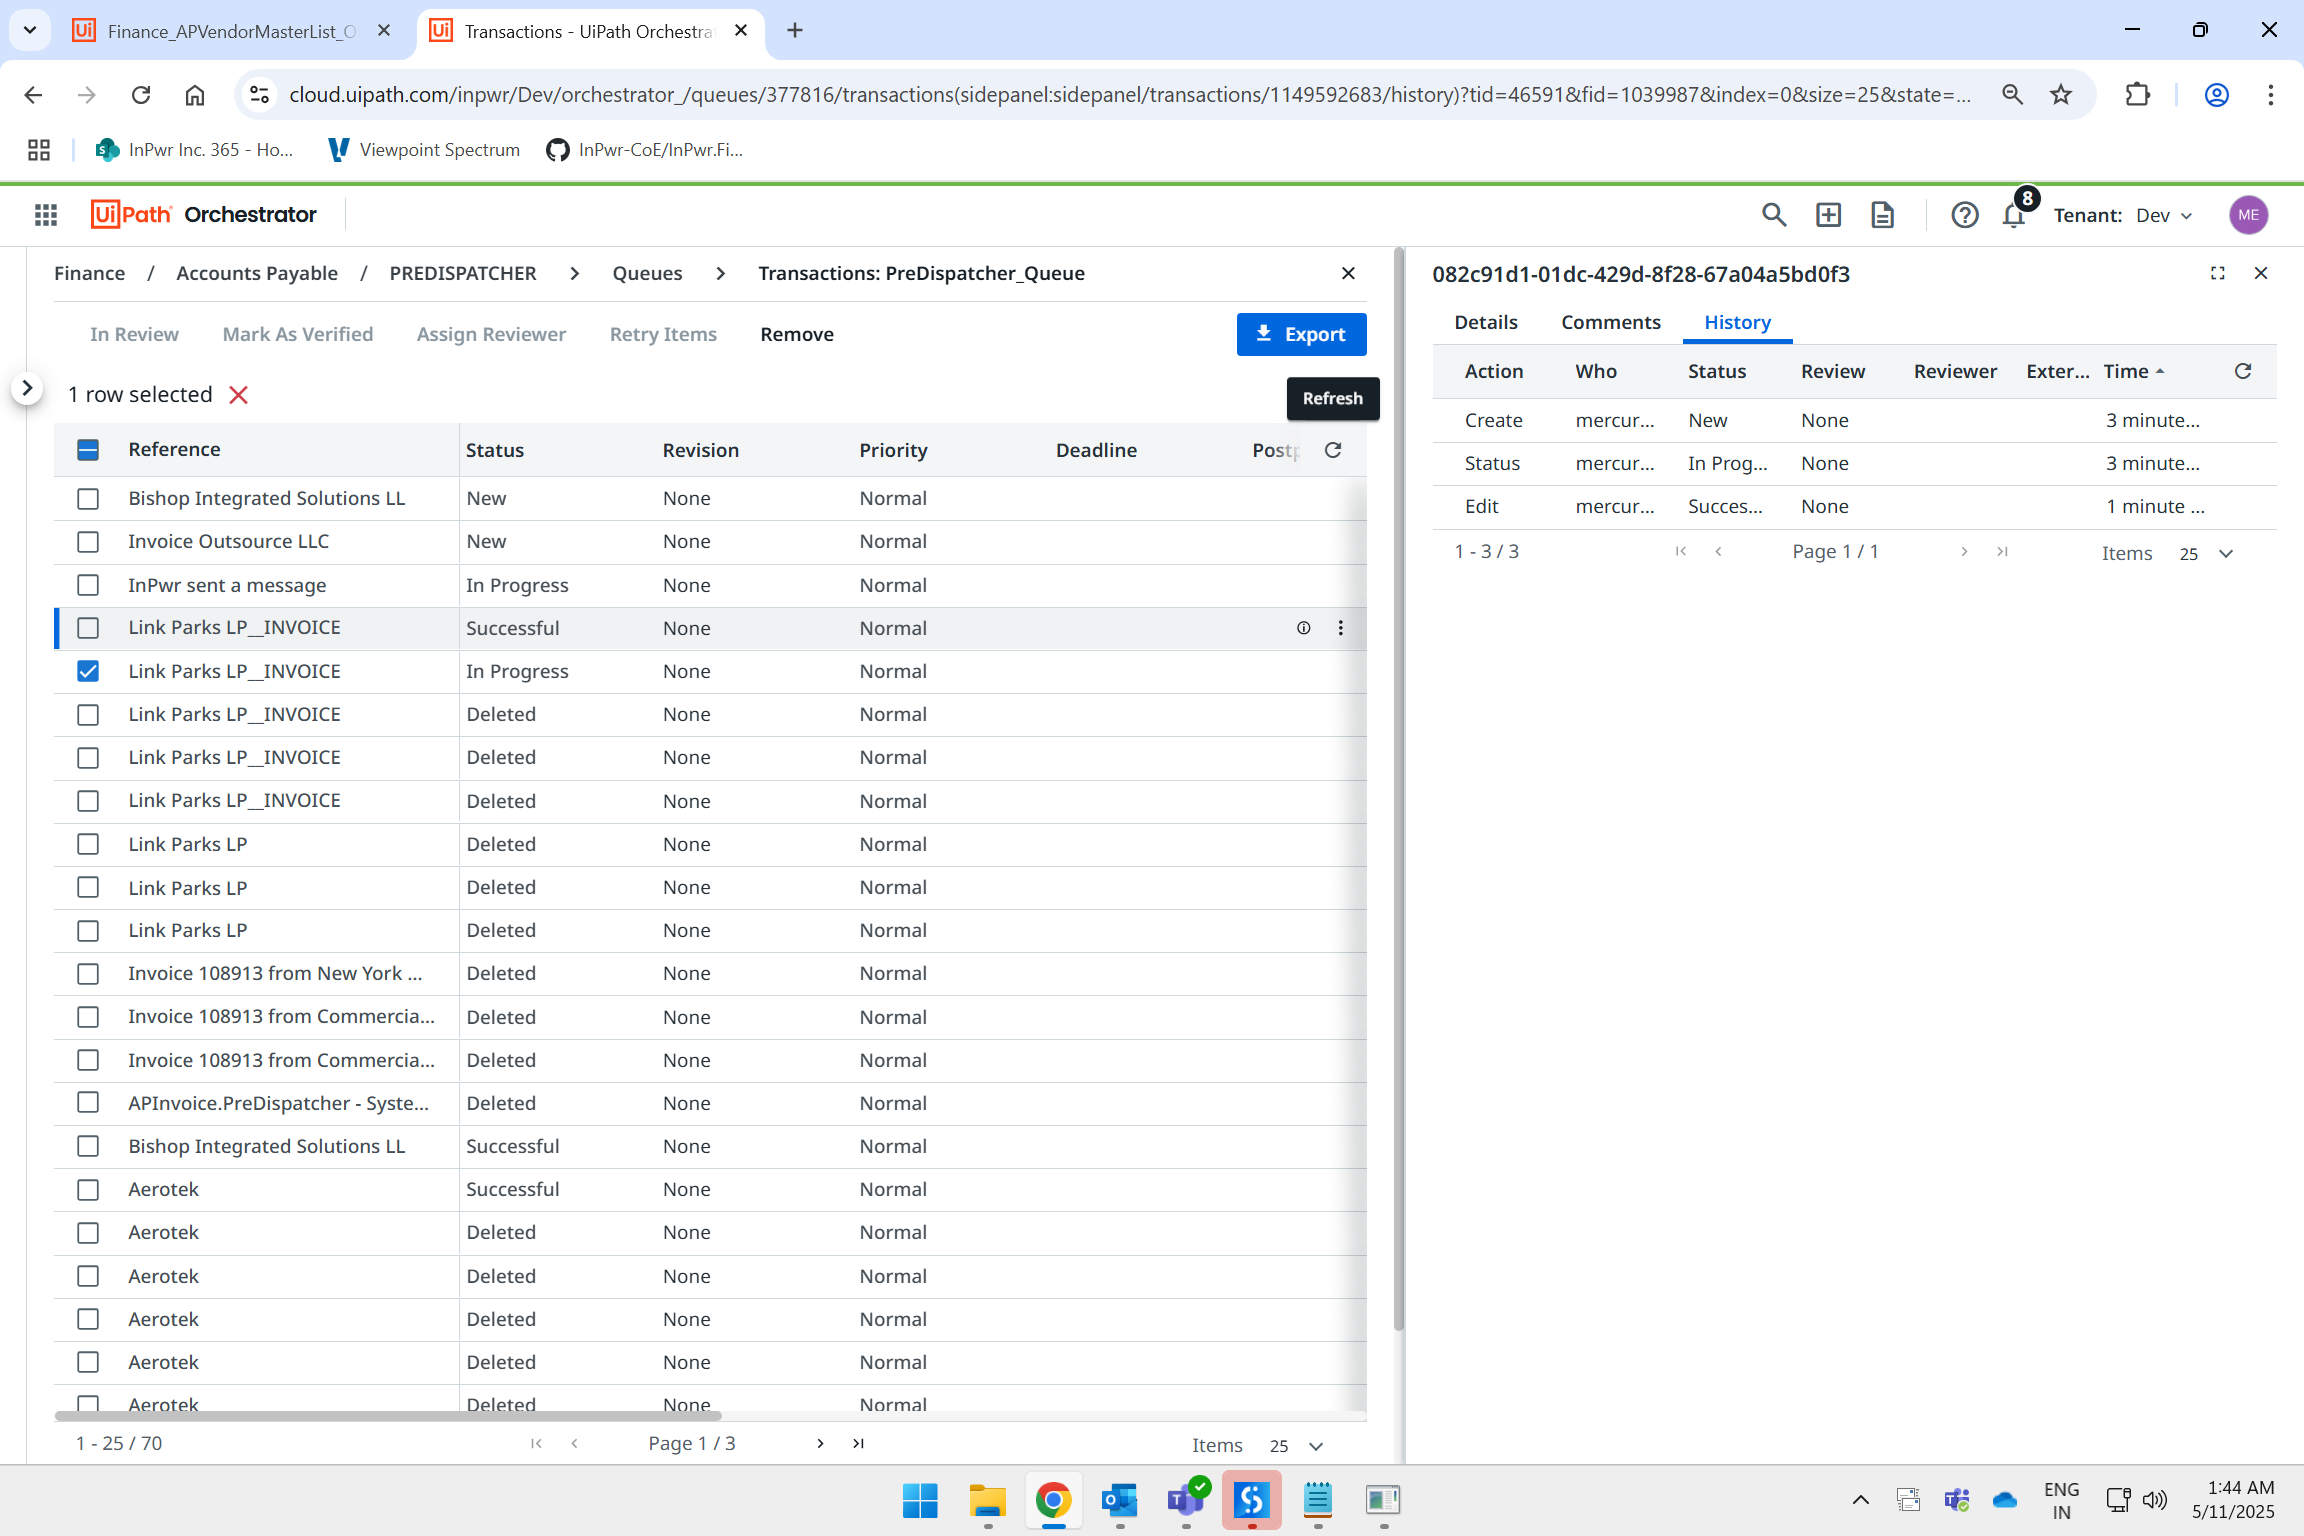 Finance_APVendorMasterList_O
Transactions - UiPath Orchestra
cloud.uipath.com/inpwr/Dev/orchestrator_/queues/377816/transactions(sidepanel:sidepanel/transactions/1149592683/history)?tid=46591&fid=1039987&index=0&size=25&state=...
InPwr Inc. 365 - Ho...
Viewpoint Spectrum
InPwr-CoE/InPwr.Fi...
UiPath Orchestrator
8
Tenant: Dev
ME
Finance / Accounts Payable / PREDISPATCHER > Queues > Transactions: PreDispatcher_Queue
In Review Mark As Verified Assign Reviewer Retry Items Remove
Export
1 row selected
Refresh
Reference Status Revision Priority Deadline Postp
Bishop Integrated Solutions LL New None Normal
Invoice Outsource LLC New None Normal
InPwr sent a message In Progress None Normal
Link Parks LP__INVOICE Successful None Normal
Link Parks LP__INVOICE In Progress None Normal
Link Parks LP__INVOICE Deleted None Normal
Link Parks LP__INVOICE Deleted None Normal
Link Parks LP__INVOICE Deleted None Normal
Link Parks LP Deleted None Normal
Link Parks LP Deleted None Normal
Link Parks LP Deleted None Normal
Invoice 108913 from New York ... Deleted None Normal
Invoice 108913 from Commercia... Deleted None Normal
Invoice 108913 from Commercia... Deleted None Normal
APInvoice.PreDispatcher - Syste... Deleted None Normal
Bishop Integrated Solutions LL Successful None Normal
Aerotek Successful None Normal
Aerotek Deleted None Normal
Aerotek Deleted None Normal
Aerotek Deleted None Normal
Aerotek Deleted None Normal
Aerotek Deleted None Normal
1 - 25 / 70
Page 1 / 3
Items 25
082c91d1-01dc-429d-8f28-67a04a5bd0f3
Details Comments History
Action Who Status Review Reviewer Exter... Time
Create mercur... New None 3 minute...
Status mercur... In Prog... None 3 minute...
Edit mercur... Succes... None 1 minute ...
1 - 3 / 3
Page 1 / 1
Items 25
ENG
IN
1:44 AM
5/11/2025